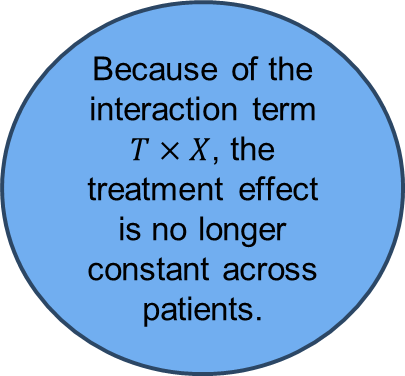 Because of the
interaction term
𝑇 × 𝑋, the
treatment effect
is no longer
constant across
patients.